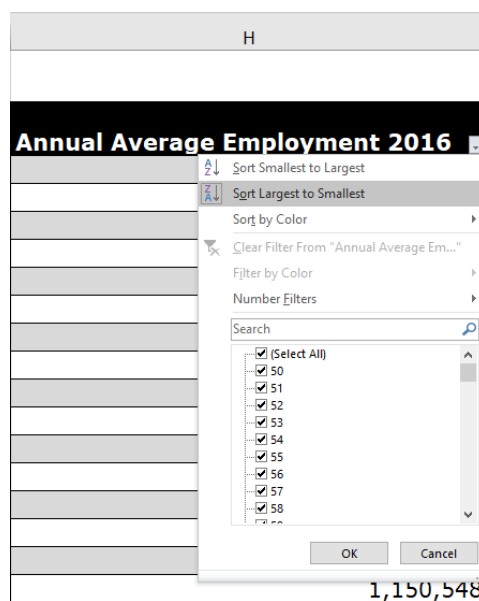 H
Annual Average Employment 2016
Sort Smallest to Largest
Sort Largest to Smallest
Sort by Color
Clear Filter From "Annual Average Em..."
Filter by Color
Number Filters
Search
(Select All)
50
51
52
53
54
55
56
57
58
OK Cancel
1,150,548